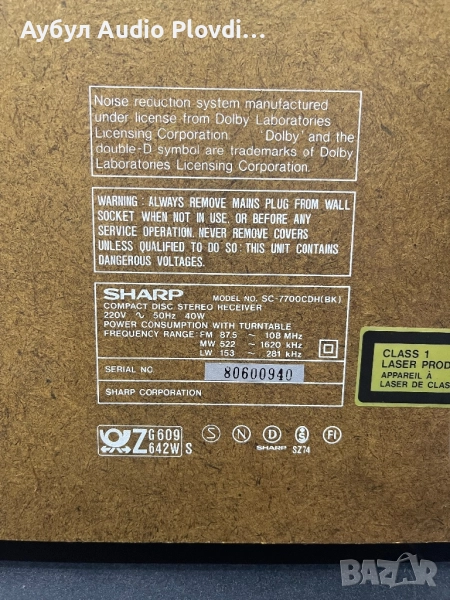 Аубул Audio Plovdi...
Noise reduction system manufactured
under license from Dolby Laboratories
Licensing Corporation. 'Dolby' and the
double-D symbol are trademarks of Dolby
Laboratories Licensing Corporation.
WARNING: ALWAYS REMOVE MAINS PLUG FROM WALL
SOCKET WHEN NOT IN USE, OR BEFORE ANY
SERVICE OPERATION. NEVER REMOVE COVERS
UNLESS QUALIFIED TO DO SO: THIS UNIT CONTAINS
DANGEROUS VOLTAGES.
SHARP MODEL NO. SC-7700CDH(BK)
COMPACT DISC STEREO RECEIVER
220V ~ 50Hz 40W
POWER CONSUMPTION WITH TURNTABLE
FREQUENCY RANGE: FM 87.5 ~ 108 MHz
MW 522 ~ 1620 kHz
LW 153 ~ 281 kHz
SERIAL NO. 80600940
SHARP CORPORATION
CLASS 1
LASER PROD
APPAREIL À
LASER DE CLAS
Z G609
642W S
S N D S FI
SHARP SZ74
BAZAR